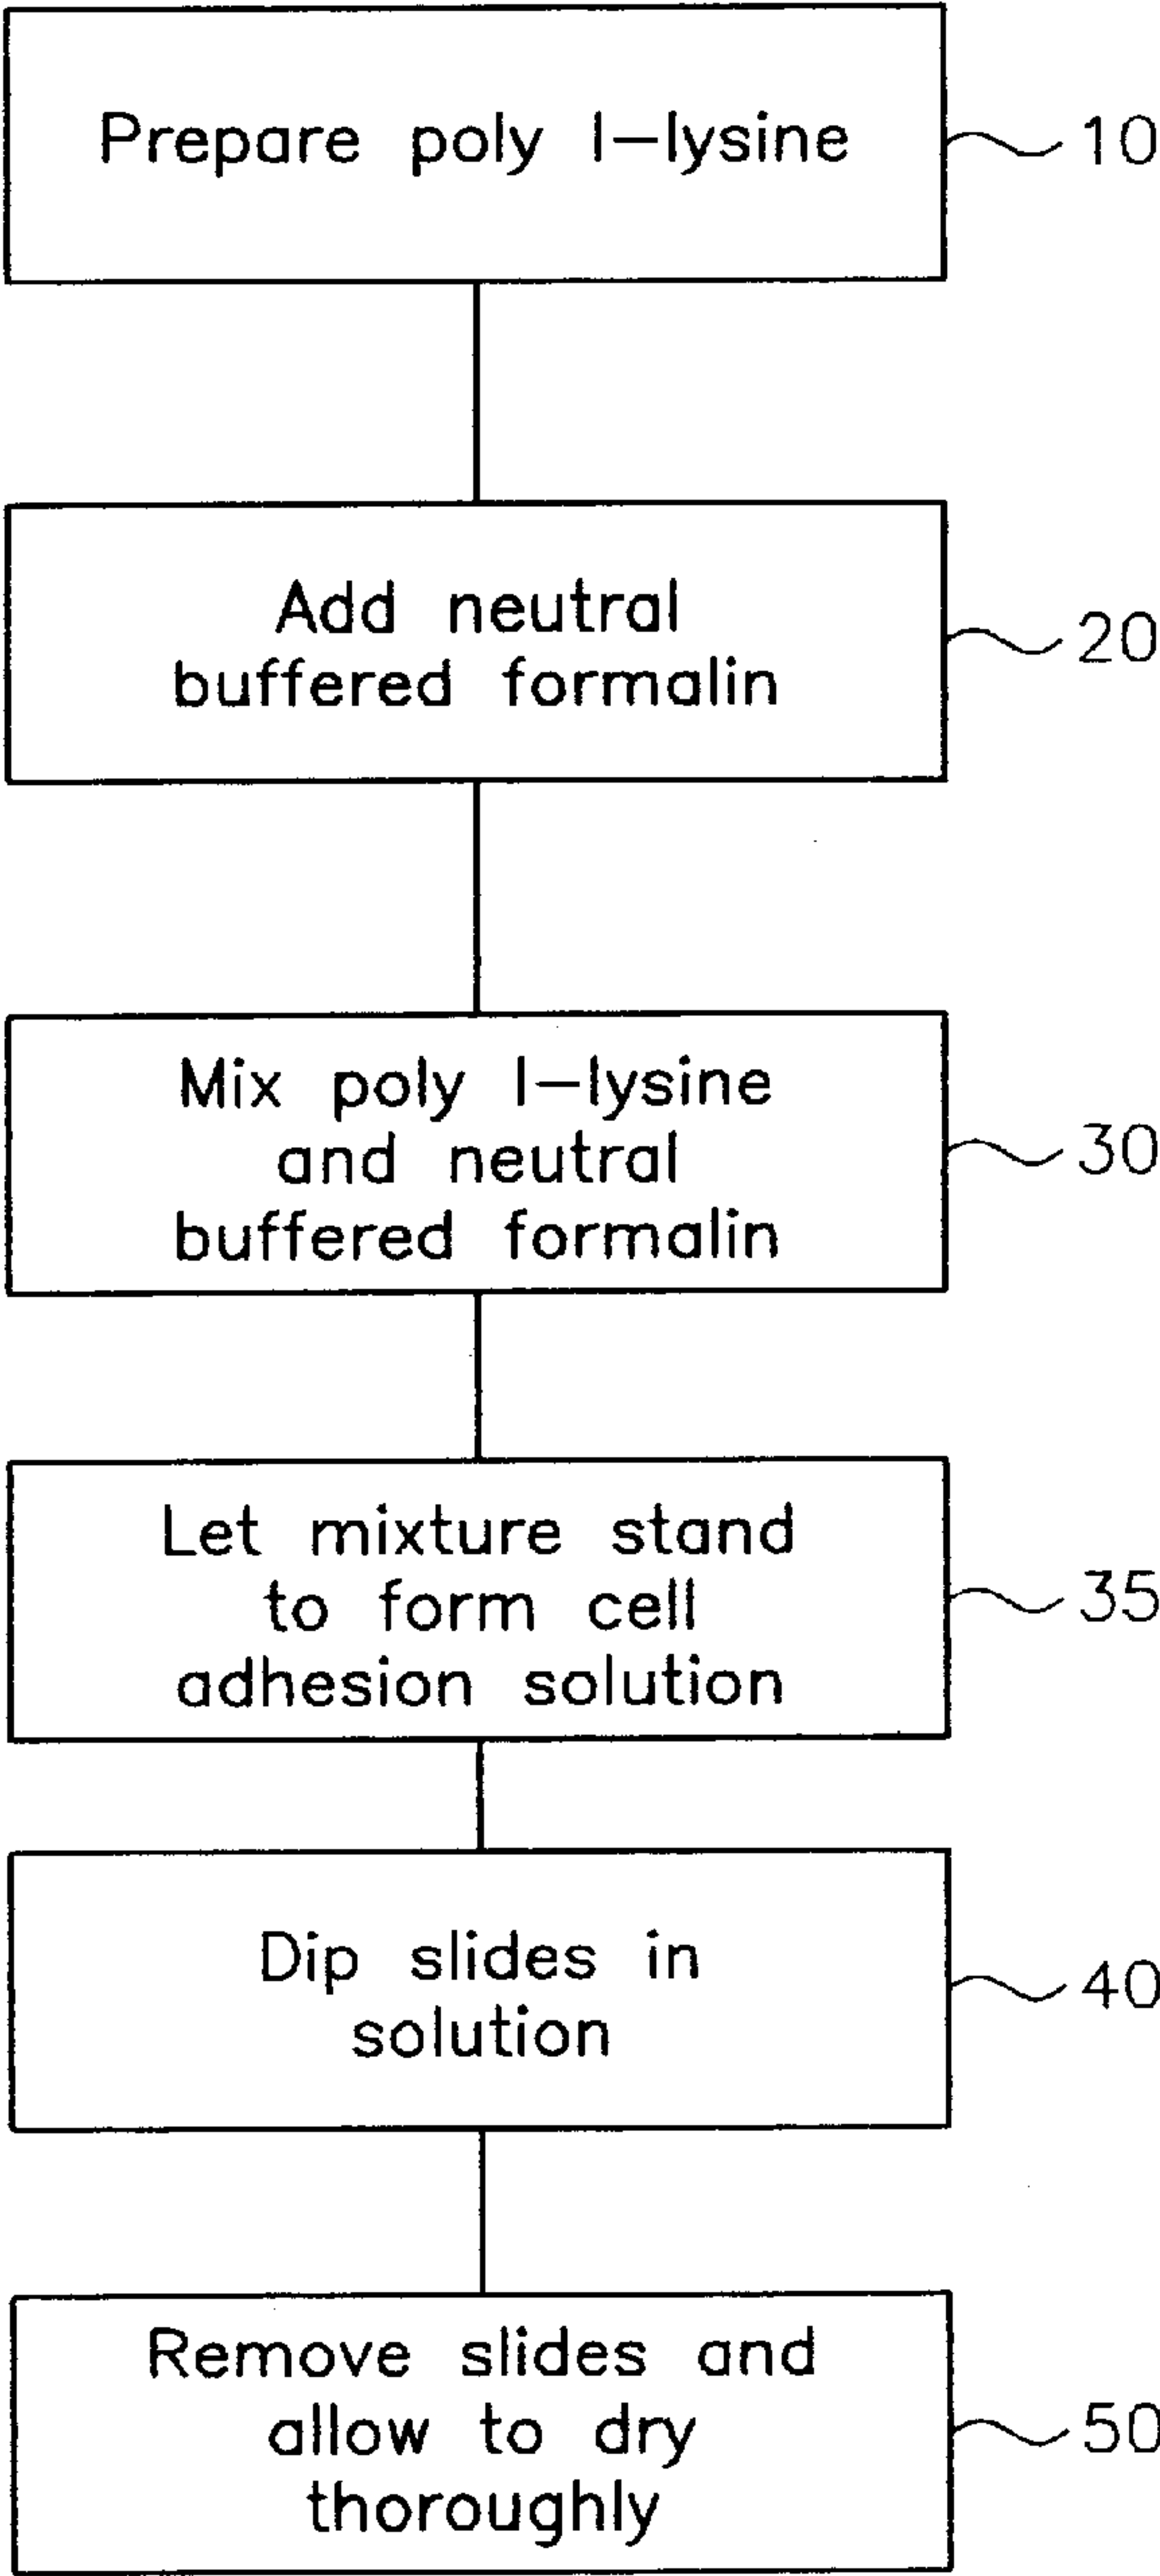 Prepare poly l-lysine
10
Add neutral
buffered formalin
20
Mix poly l-lysine
and neutral
buffered formalin
30
Let mixture stand
to form cell
adhesion solution
35
Dip slides in
solution
40
Remove slides and
allow to dry
thoroughly
50